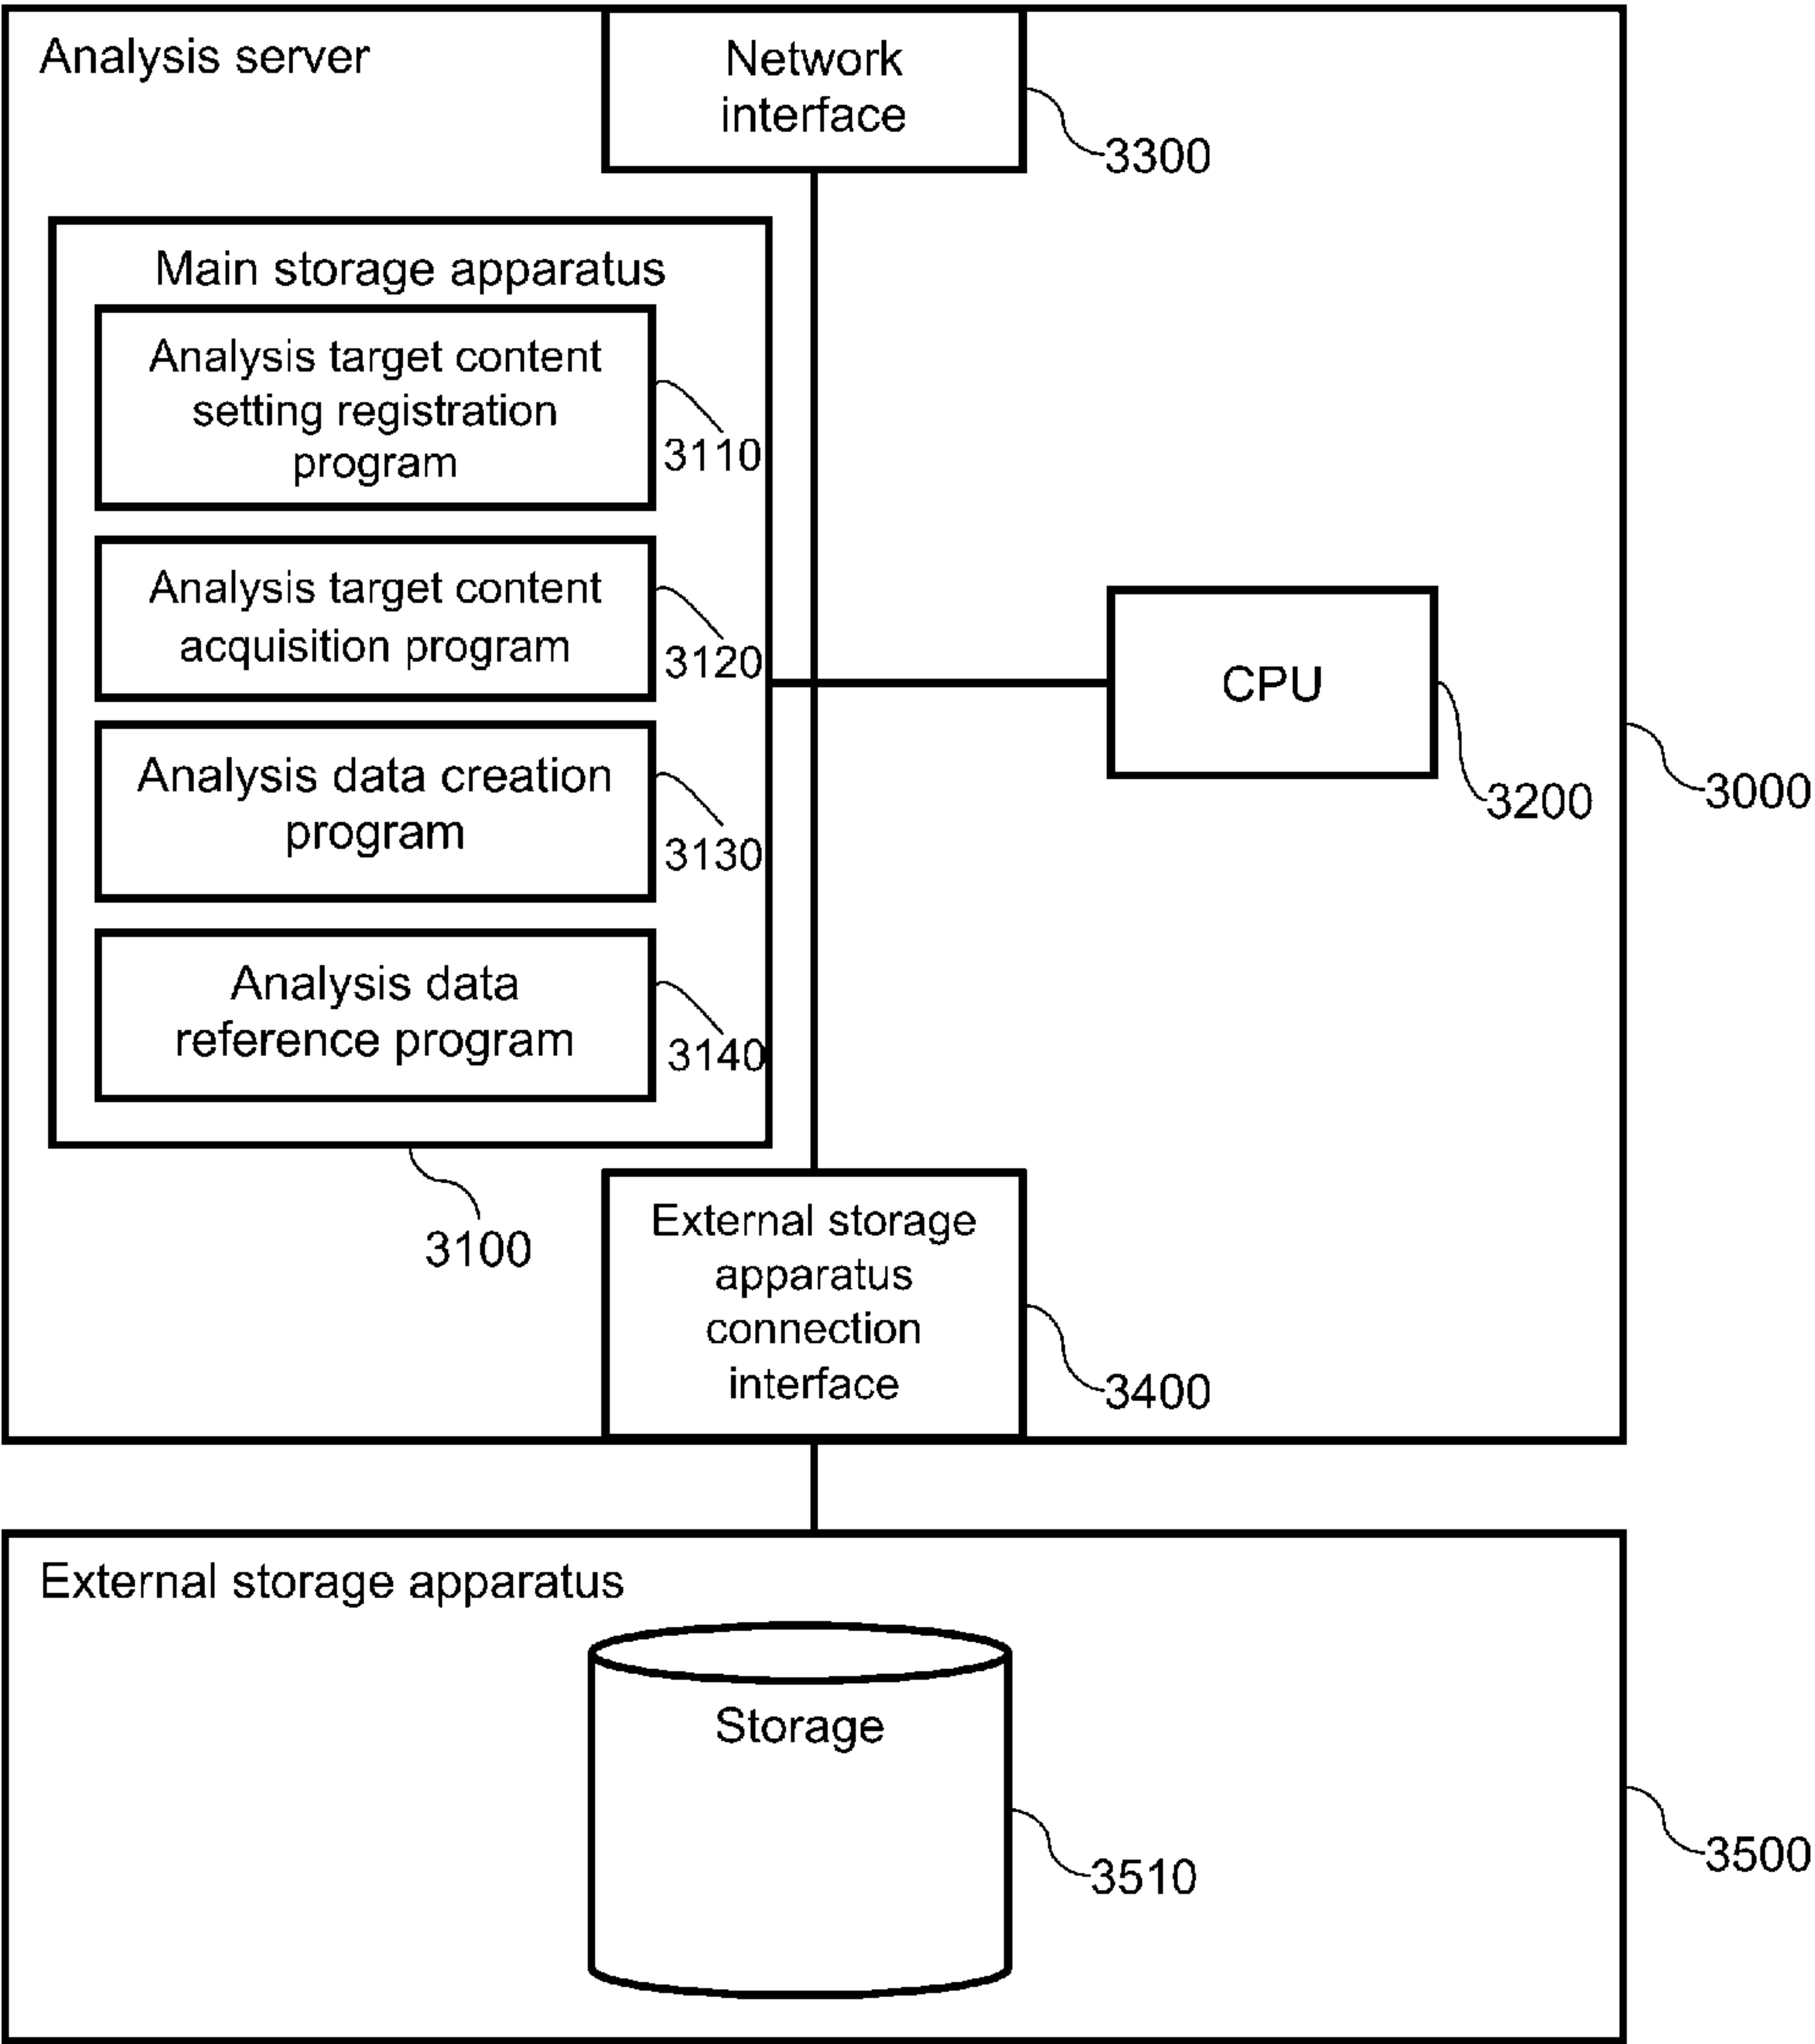 Analysis server
Network
interface
3300
Main storage apparatus
Analysis target content
setting registration
program
3110
Analysis target content
acquisition program
3120
CPU
3200
3000
Analysis data creation
program
3130
Analysis data
reference program
3140
3100
External storage
apparatus
connection
interface
3400
External storage apparatus
Storage
3510
3500